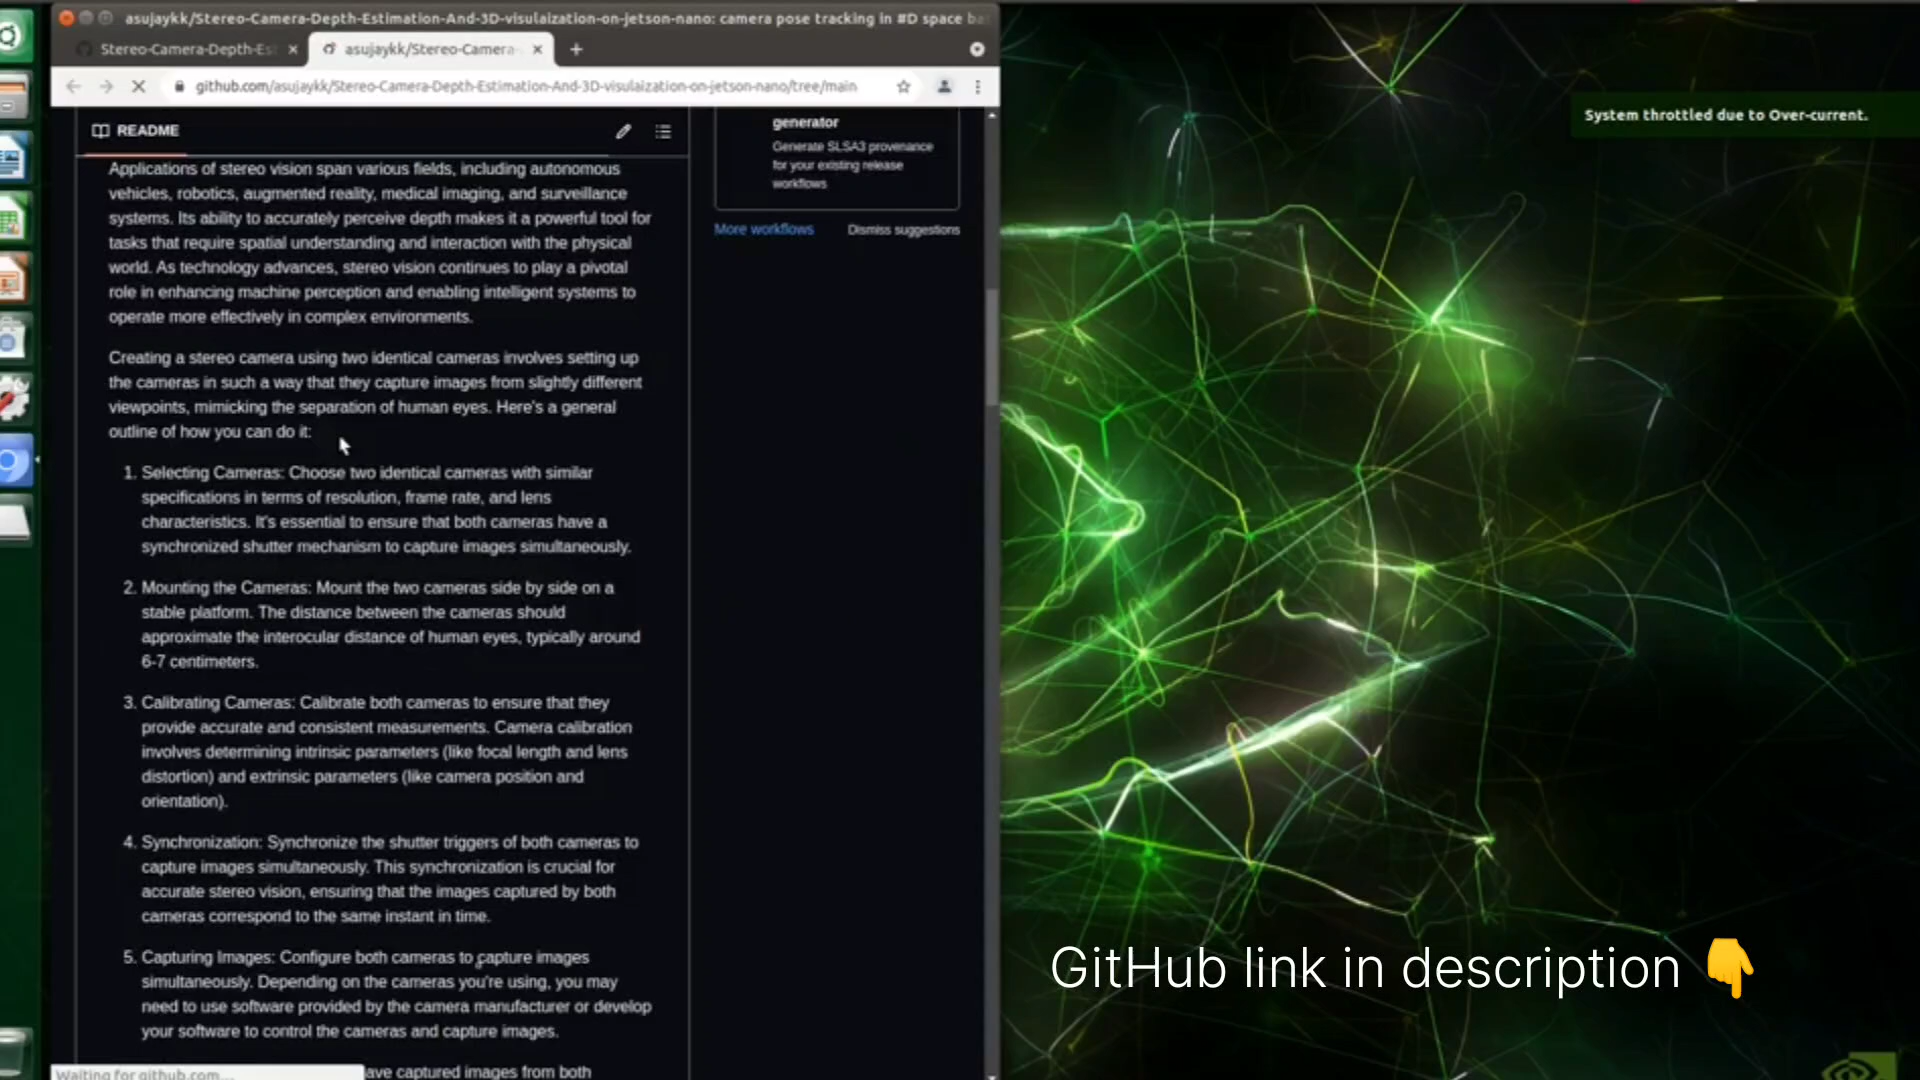 asujaykk/Stereo-Camera-Depth-Estimation-And-3D-visulaization-on-jetson-nano: camera pose tracking in #D space ba
Stereo-Camera-Depth-Es
asujaykk/Stereo-Camera-
github.com/asujaykk/Stereo-Camera-Depth-Estimation-And-3D-visulaization-on-jetson-nano/tree/main
README
Applications of stereo vision span various fields, including autonomous
vehicles, robotics, augmented reality, medical imaging, and surveillance
systems. Its ability to accurately perceive depth makes it a powerful tool for
tasks that require spatial understanding and interaction with the physical
world. As technology advances, stereo vision continues to play a pivotal
role in enhancing machine perception and enabling intelligent systems to
operate more effectively in complex environments.
Creating a stereo camera using two identical cameras involves setting up
the cameras in such a way that they capture images from slightly different
viewpoints, mimicking the separation of human eyes. Here's a general
outline of how you can do it:
1. Selecting Cameras: Choose two identical cameras with similar
specifications in terms of resolution, frame rate, and lens
characteristics. It's essential to ensure that both cameras have a
synchronized shutter mechanism to capture images simultaneously.
2. Mounting the Cameras: Mount the two cameras side by side on a
stable platform. The distance between the cameras should
approximate the interocular distance of human eyes, typically around
6-7 centimeters.
3. Calibrating Cameras: Calibrate both cameras to ensure that they
provide accurate and consistent measurements. Camera calibration
involves determining intrinsic parameters (like focal length and lens
distortion) and extrinsic parameters (like camera position and
orientation).
4. Synchronization: Synchronize the shutter triggers of both cameras to
capture images simultaneously. This synchronization is crucial for
accurate stereo vision, ensuring that the images captured by both
cameras correspond to the same instant in time.
5. Capturing Images: Configure both cameras to capture images
simultaneously. Depending on the cameras you're using, you may
need to use software provided by the camera manufacturer or develop
your software to control the cameras and capture images.
ave captured images from both
Waiting for github.com...
generator
Generate SLSA3 provenance
for your existing release
workflows
More workflows Dismiss suggestions
System throttled due to Over-current.
GitHub link in description 👇